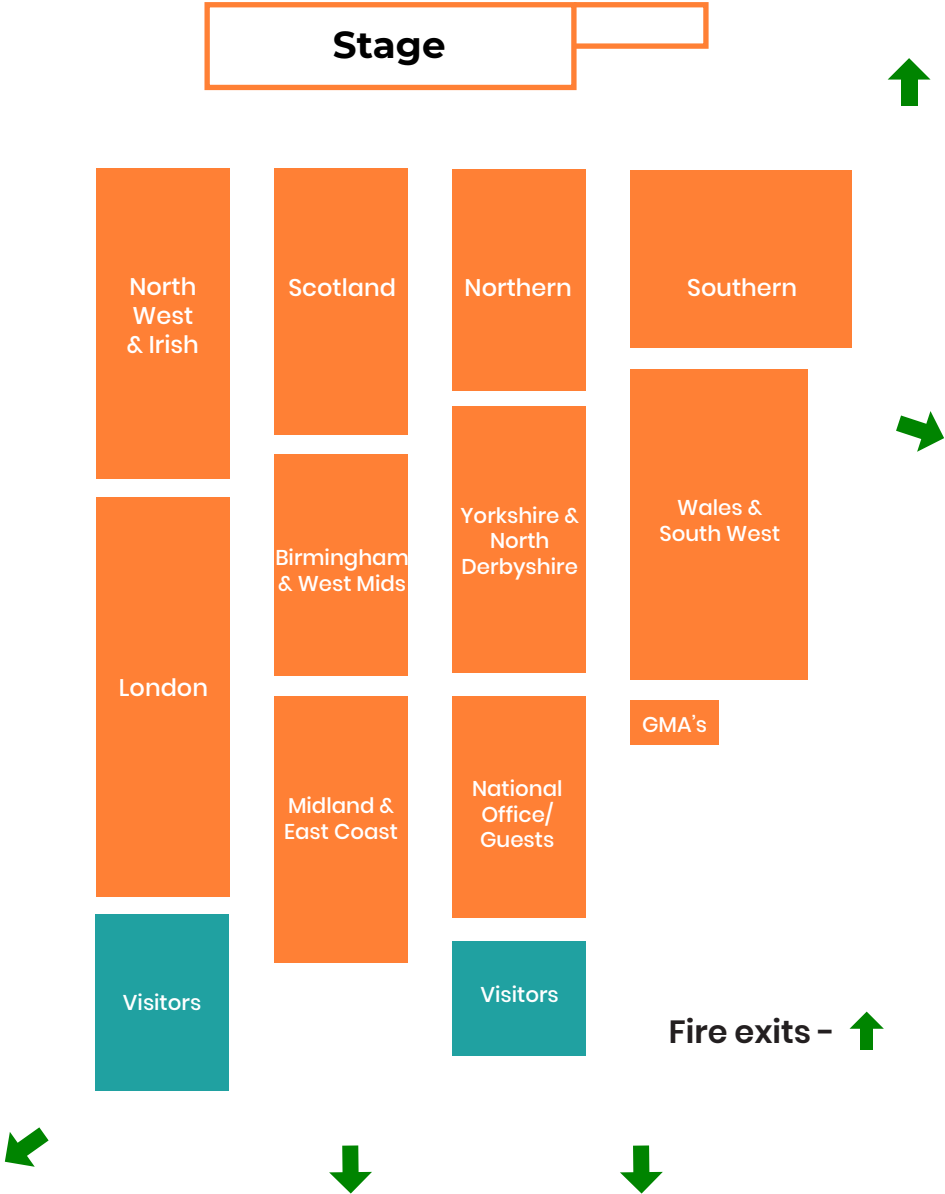 Stage
North
West
& Irish
Scotland
Northern
Southern
London
Birmingham
& West Mids
Yorkshire &
North
Derbyshire
Wales &
South West
GMA’s
Midland &
East Coast
National
Office/
Guests
Visitors
Visitors
Fire exits -